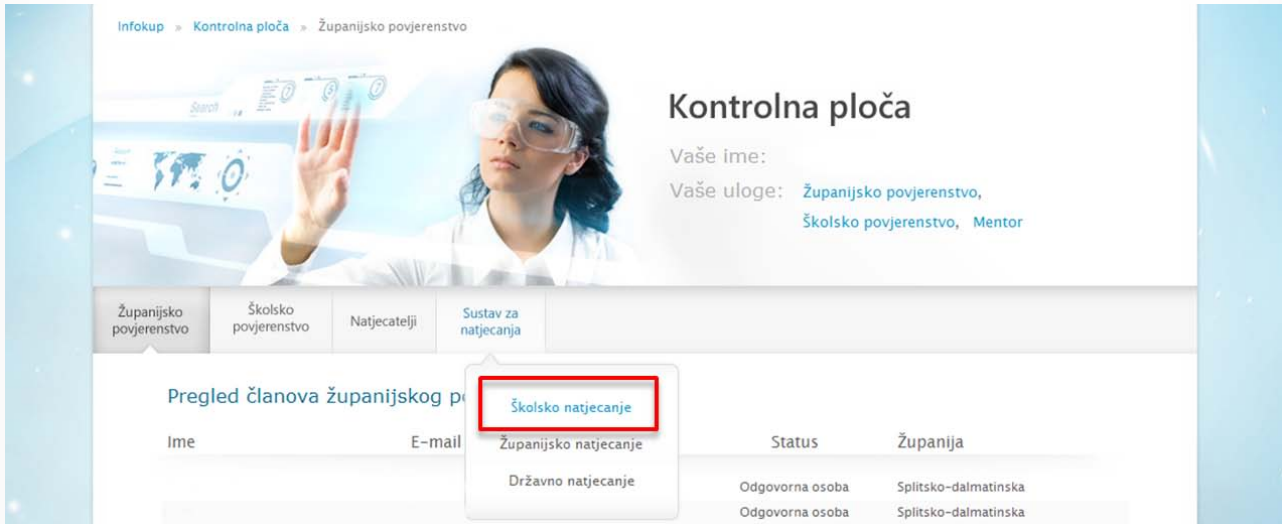 Infokup » Kontrolna ploča » Županijsko povjerenstvo
Search
Kontrolna ploča
Vaše ime:
Vaše uloge: Županijsko povjerenstvo,
Školsko povjerenstvo, Mentor
Županijsko
povjerenstvo
Školsko
povjerenstvo
Natjecatelji
Sustav za
natjecanja
Pregled članova županijskog
Školsko natjecanje
Županijsko natjecanje
Državno natjecanje
Ime E-mail Status Županija
Odgovorna osoba Splitsko-dalmatinska
Odgovorna osoba Splitsko-dalmatinska